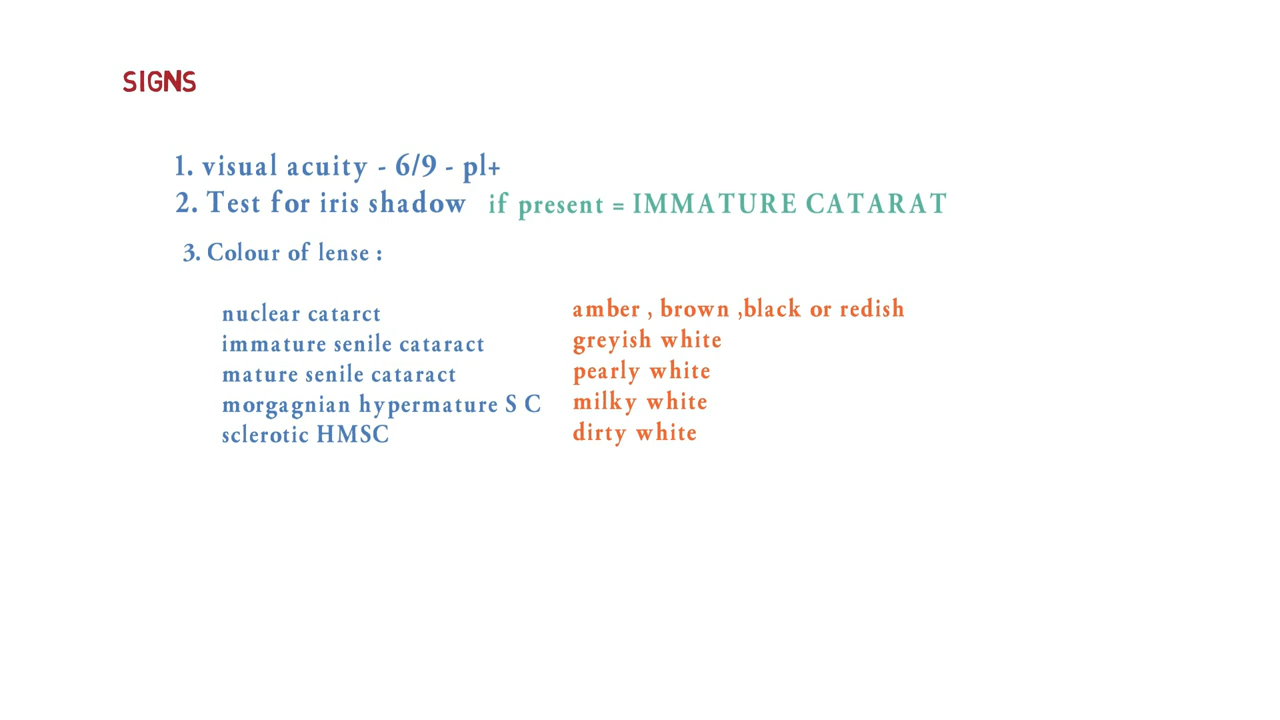 SIGNS
1. visual acuity - 6/9 - pl+
2. Test for iris shadow if present = IMMATURE CATARAT
3. Colour of lense :
nuclear catarct amber , brown ,black or redish
immature senile cataract greyish white
mature senile cataract pearly white
morgagnian hypermature S C milky white
sclerotic HMSC dirty white